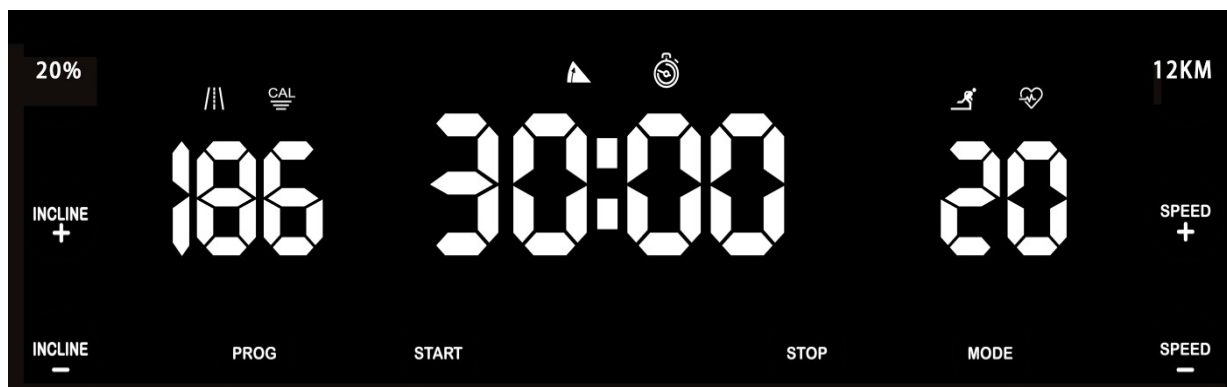 20%
12KM
CAL
186
30:00
20
INCLINE
+
SPEED
+
INCLINE
−
PROG
START
STOP
MODE
SPEED
−